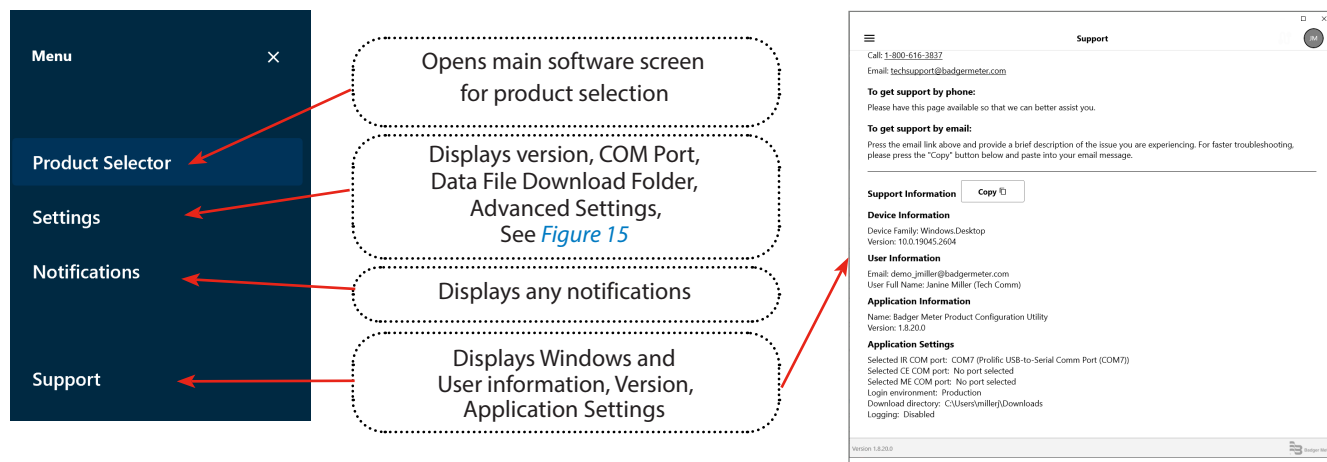 Menu
×
Product Selector
Settings
Notifications
Support
Opens main software screen
for product selection
Displays version, COM Port,
Data File Download Folder,
Advanced Settings,
See Figure 15
Displays any notifications
Displays Windows and
User information, Version,
Application Settings
Support
JM
Call: 1-800-616-3837
Email: techsupport@badgermeter.com
To get support by phone:
Please have this page available so that we can better assist you.
To get support by email:
Press the email link above and provide a brief description of the issue you are experiencing. For faster troubleshooting,
please press the "Copy" button below and paste into your email message.
Support Information Copy
Device Information
Device Family: Windows.Desktop
Version: 10.0.19045.2604
User Information
Email: demo_jmiller@badgermeter.com
User Full Name: Janine Miller (Tech Comm)
Application Information
Name: Badger Meter Product Configuration Utility
Version: 1.8.20.0
Application Settings
Selected IR COM port: COM7 (Prolific USB-to-Serial Comm Port (COM7))
Selected CE COM port: No port selected
Selected ME COM port: No port selected
Login environment: Production
Download directory: C:\Users\millerj\Downloads
Logging: Disabled
Version 1.8.20.0
Badger Me